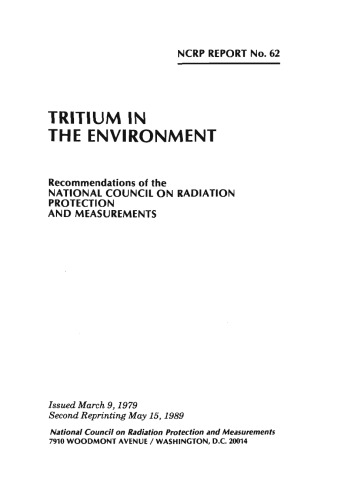 NCRP REPORT No. 62
TRITIUM IN
THE ENVIRONMENT
Recommendations of the
NATIONAL COUNCIL ON RADIATION
PROTECTION
AND MEASUREMENTS
Issued March 9, 1979
Second Reprinting May 15, 1989
National Council on Radiation Protection and Measurements
7910 WOODMONT AVENUE / WASHINGTON, D.C. 20014